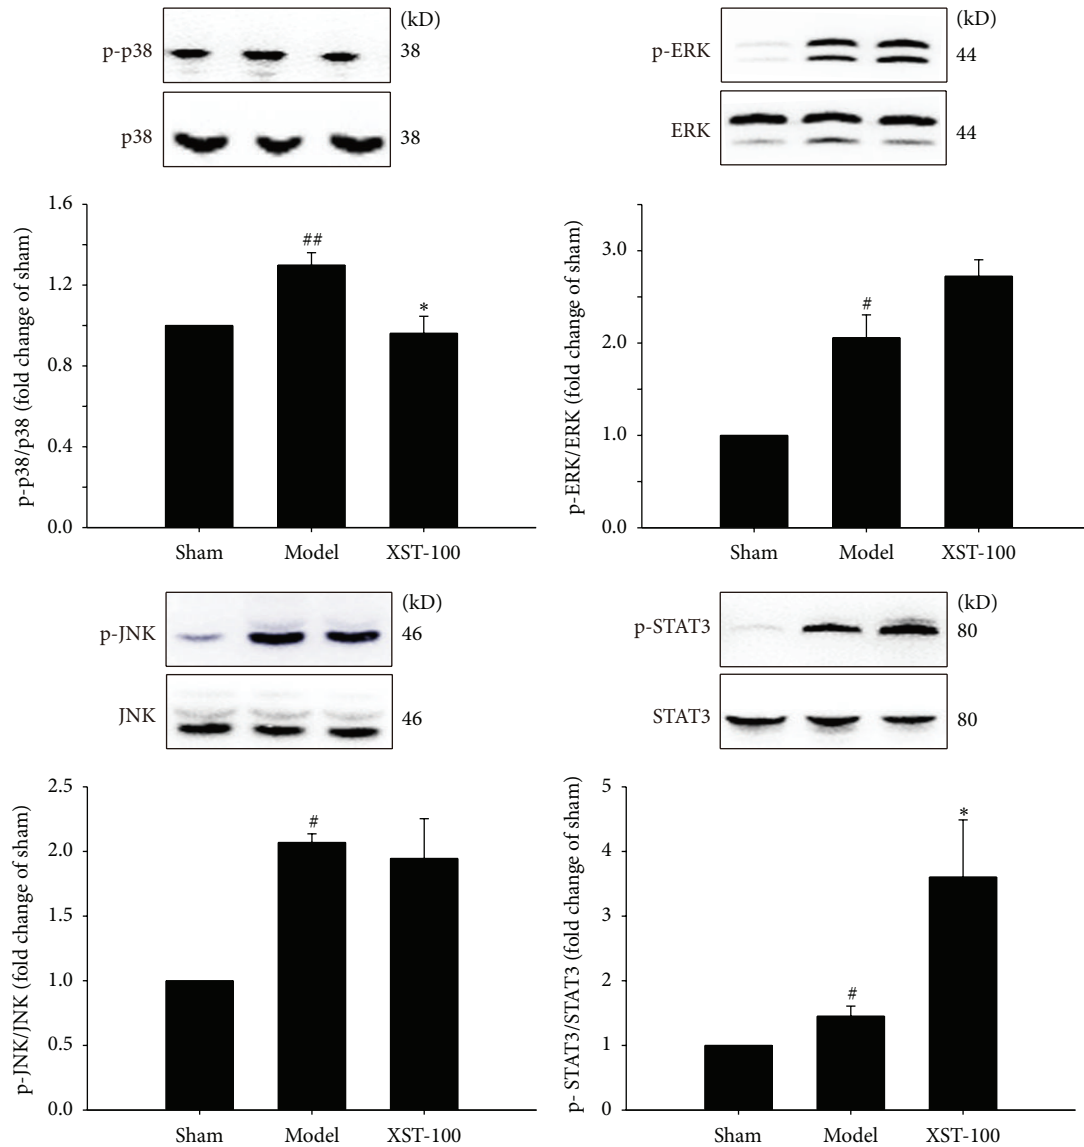 (kD)
p-p38
38
p38
38
1.6
1.2
0.8
0.4
0.0
p-p38/p38 (fold change of sham)
##
*
Sham Model XST-100
(kD)
p-ERK
44
ERK
44
3.0
2.0
1.0
0.0
p-ERK/ERK (fold change of sham)
#
Sham Model XST-100
(kD)
p-JNK
46
JNK
46
2.5
2.0
1.5
1.0
0.5
0.0
p-JNK/JNK (fold change of sham)
#
Sham Model XST-100
(kD)
p-STAT3
80
STAT3
80
5
4
3
2
1
0
p- STAT3/STAT3 (fold change of sham)
#
*
Sham Model XST-100